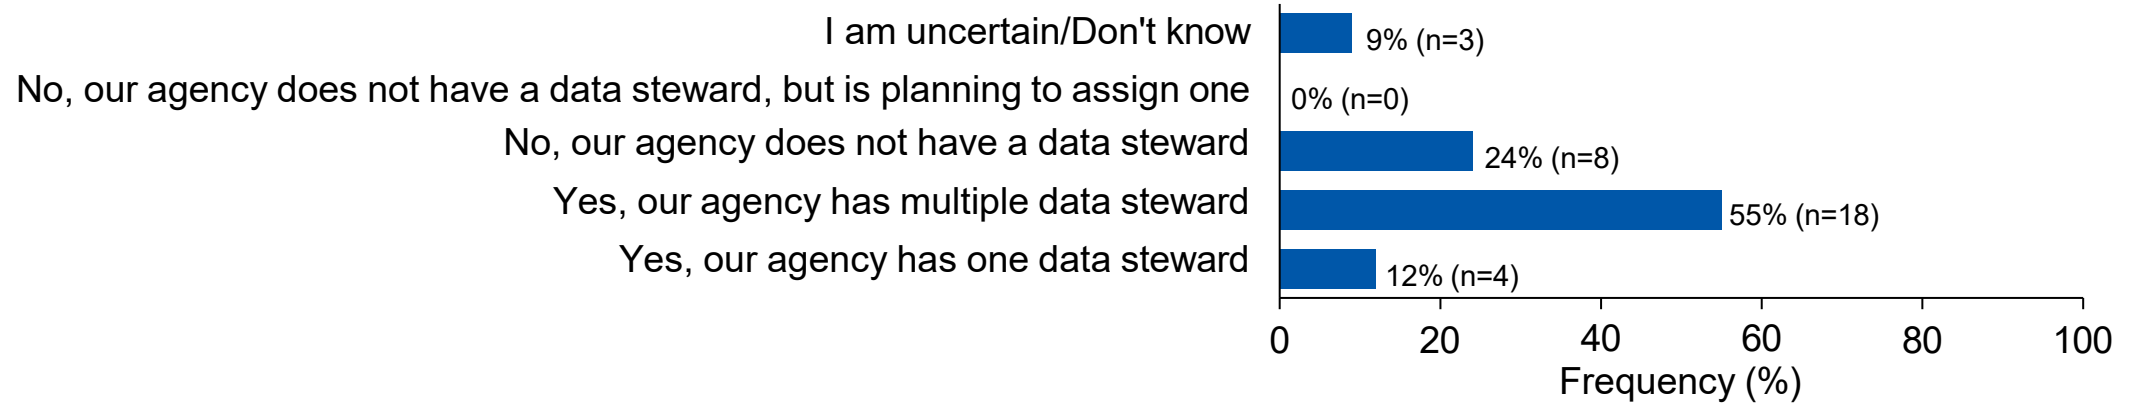 I am uncertain/Don't know 9% (n=3)
No, our agency does not have a data steward, but is planning to assign one 0% (n=0)
No, our agency does not have a data steward 24% (n=8)
Yes, our agency has multiple data steward 55% (n=18)
Yes, our agency has one data steward 12% (n=4)
0 20 40 60 80 100
Frequency (%)